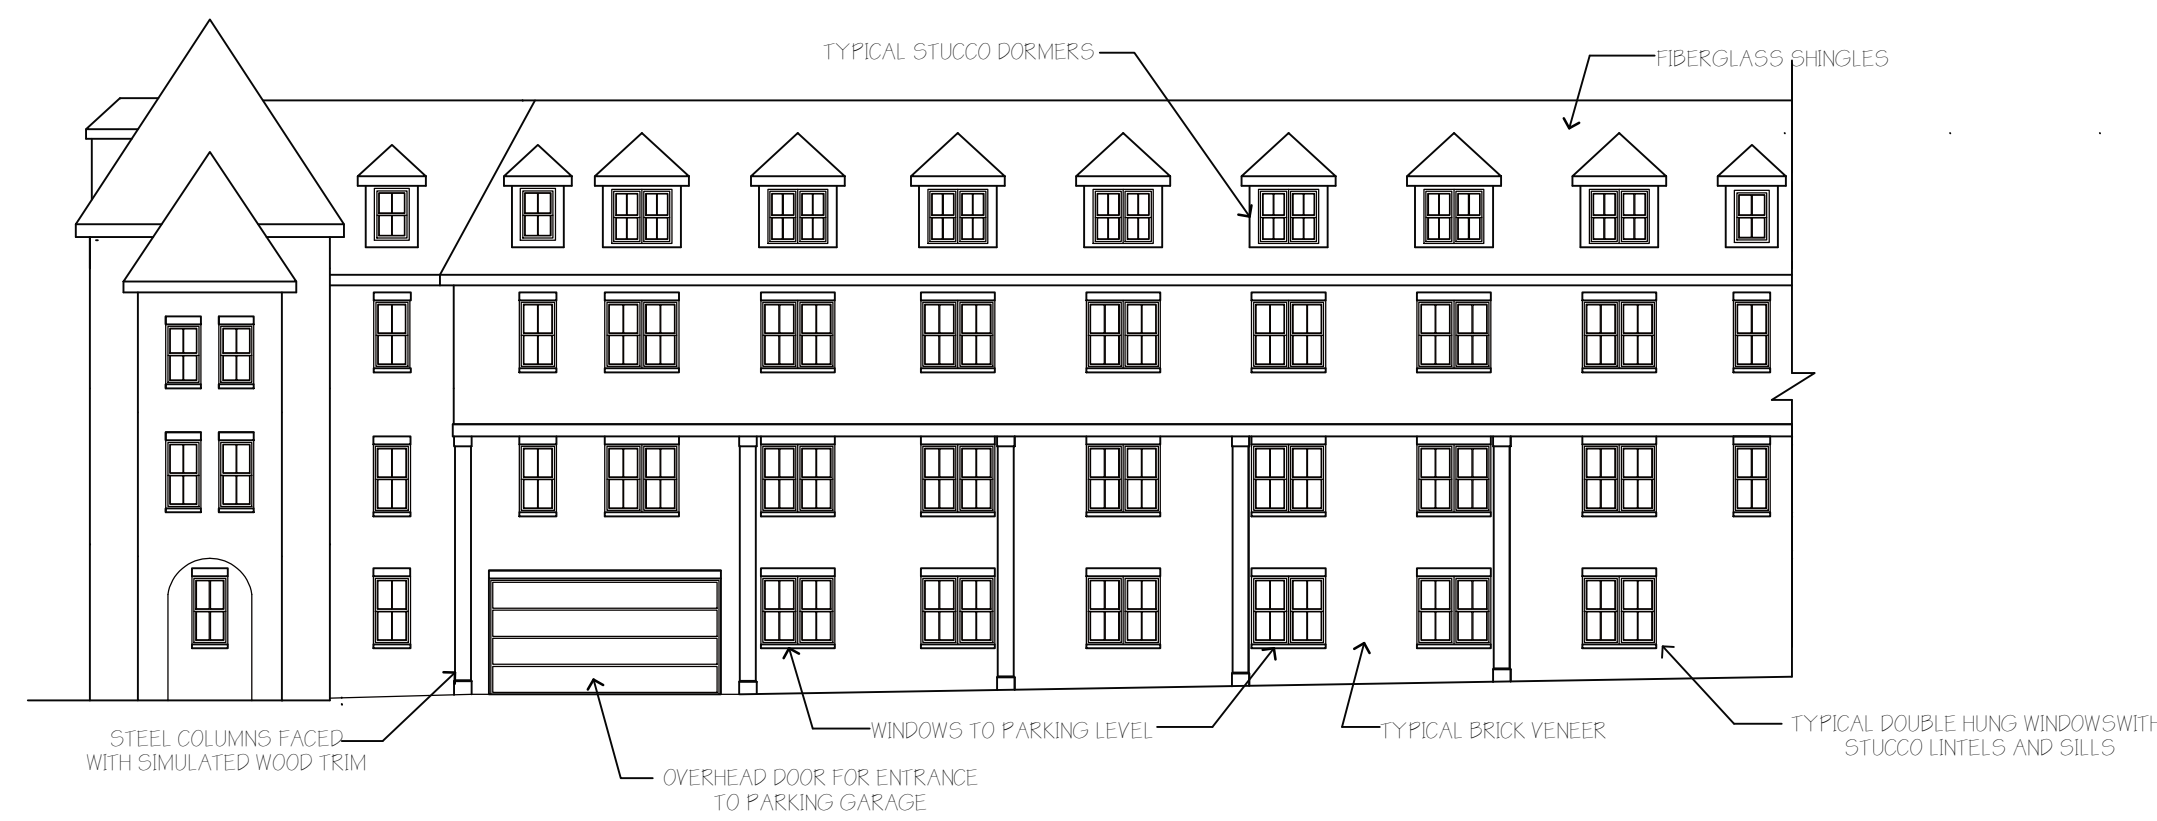 TYPICAL STUCCO DORMERS
FIBERGLASS SHINGLES
STEEL COLUMNS FACED
WITH SIMULATED WOOD TRIM
OVERHEAD DOOR FOR ENTRANCE
TO PARKING GARAGE
WINDOWS TO PARKING LEVEL
TYPICAL BRICK VENEER
TYPICAL DOUBLE HUNG WINDOWSWITH
STUCCO LINTELS AND SILLS